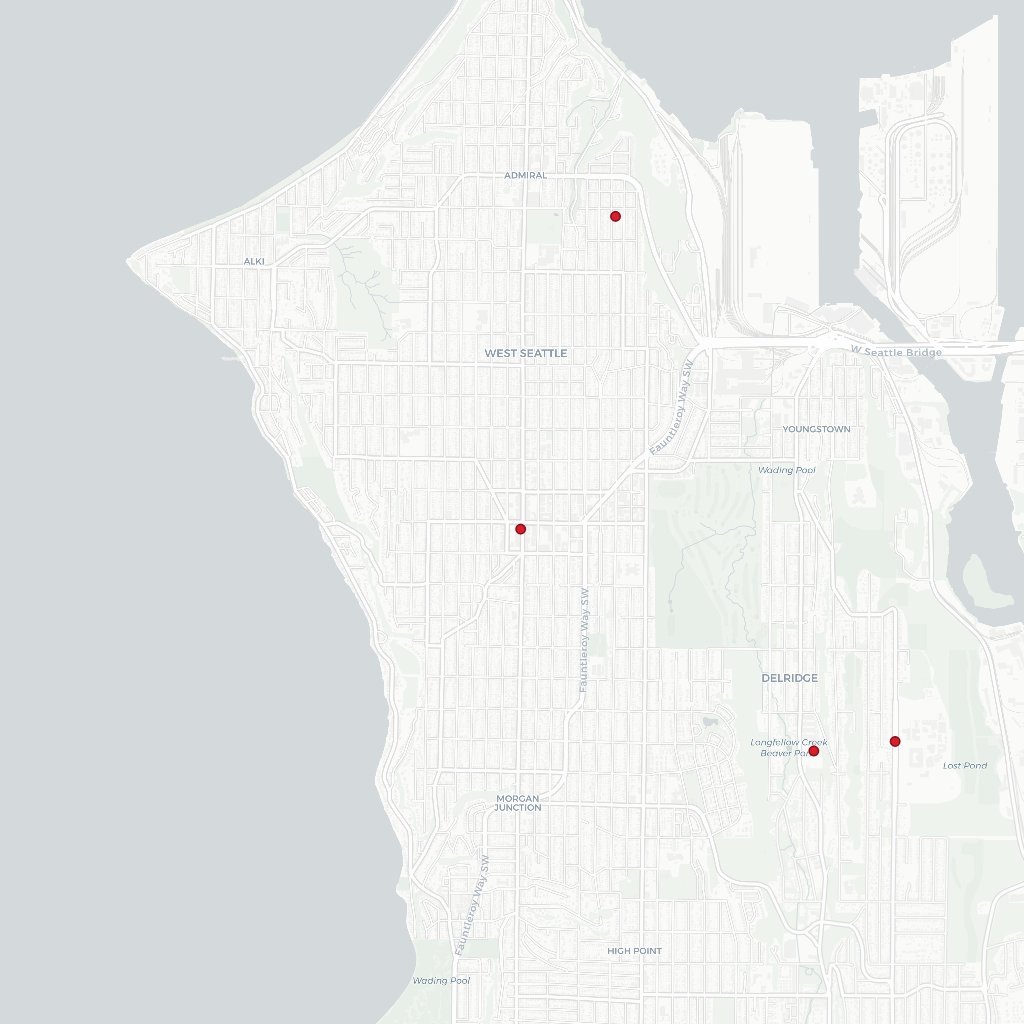 ADMIRAL
ALKI
WEST SEATTLE
W Seattle Bridge
Fauntleroy Way SW
YOUNGSTOWN
Wading Pool
Fauntleroy Way SW
DELRIDGE
Longfellow Creek
Beaver Pond
Lost Pond
MORGAN
JUNCTION
Fauntleroy Way SW
HIGH POINT
Wading Pool